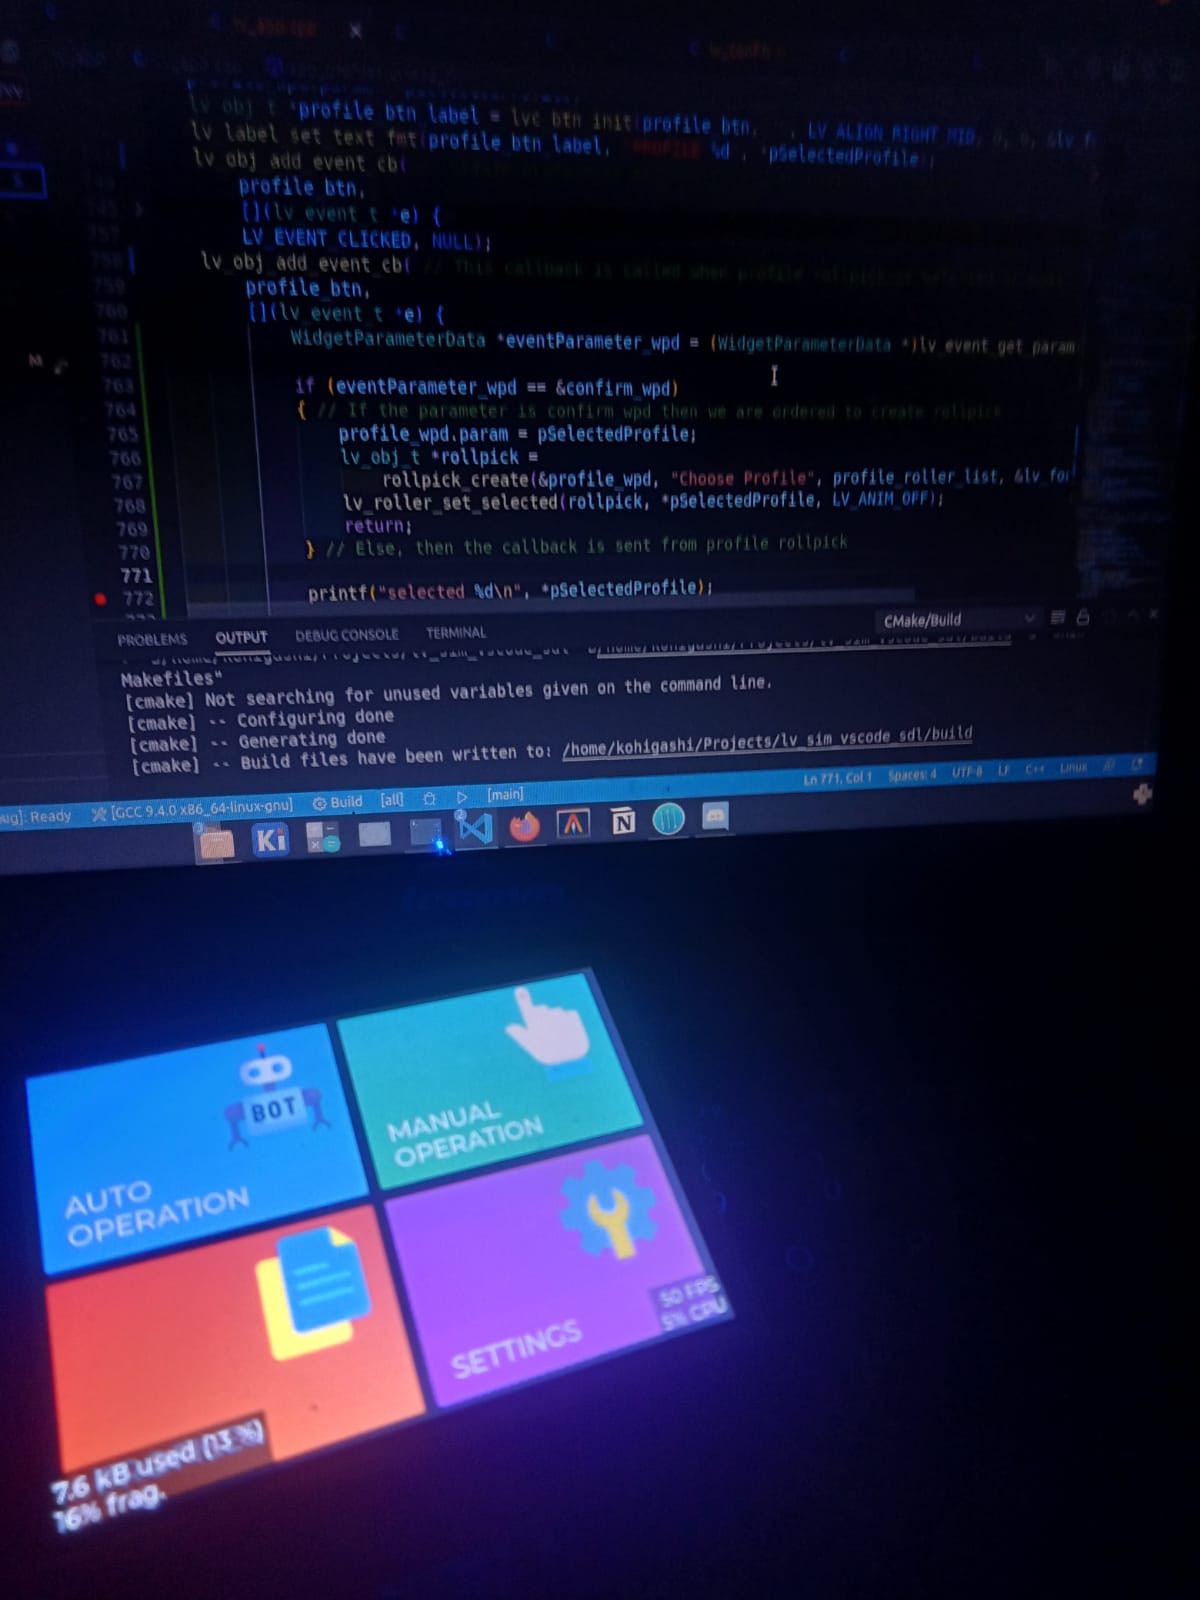 lv_obj_t *profile_btn_label = lvc_btn_init(profile_btn, LV_ALIGN_RIGHT_MID, 0, 0, &lv_f
lv_label_set_text_fmt(profile_btn_label, %d", *pSelectedProfile);
lv_obj_add_event_cb(
profile_btn,
[](lv_event_t *e) {
LV_EVENT_CLICKED, NULL);
lv_obj_add_event_cb( // This callback is called when profile rollpick
759 profile_btn,
760 [](lv_event_t *e) {
761 WidgetParameterData *eventParameter_wpd = (WidgetParameterData *)lv_event_get_param
M 762
763 if (eventParameter_wpd == &confirm_wpd)
764 { // If the parameter is confirm_wpd then we are ordered to create rollpick
765 profile_wpd.param = pSelectedProfile;
766 lv_obj_t *rollpick =
767 rollpick_create(&profile_wpd, "Choose Profile", profile_roller_list, &lv_fo
768 lv_roller_set_selected(rollpick, *pSelectedProfile, LV_ANIM_OFF);
769 return;
770 } // Else, then the callback is sent from profile rollpick
771
772 printf("selected %d\n", *pSelectedProfile);
PROBLEMS OUTPUT DEBUG CONSOLE TERMINAL CMake/Build
Makefiles"
[cmake] Not searching for unused variables given on the command line.
[cmake] -- Configuring done
[cmake] -- Generating done
[cmake] -- Build files have been written to: /home/kohigashi/Projects/lv_sim_vscode_sdl/build
Ln 771, Col 1 Spaces: 4 UTF-8 LF C++ Linux
ug]: Ready [GCC 9.4.0 x86_64-linux-gnu] Build [all] [main]
Ki N
BOT
AUTO
OPERATION
MANUAL
OPERATION
SETTINGS
50 FPS
5% CPU
7.6 kB used (13 %)
16% frag.